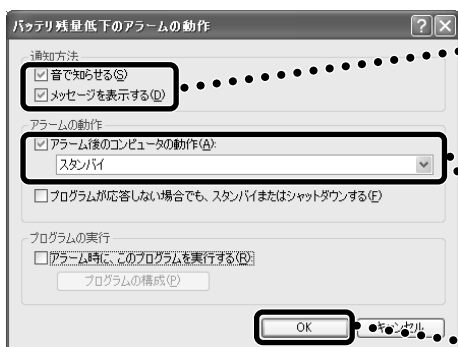 バッテリ残量低下のアラームの動作
通知方法
音で知らせる(S)
メッセージを表示する(D)
アラームの動作
アラーム後のコンピュータの動作(A):
スタンバイ
プログラムが応答しない場合でも、スタンバイまたはシャットダウンする(F)
プログラムの実行
アラーム時に、このプログラムを実行する(R):
プログラムの構成(P)
OK
キャンセル